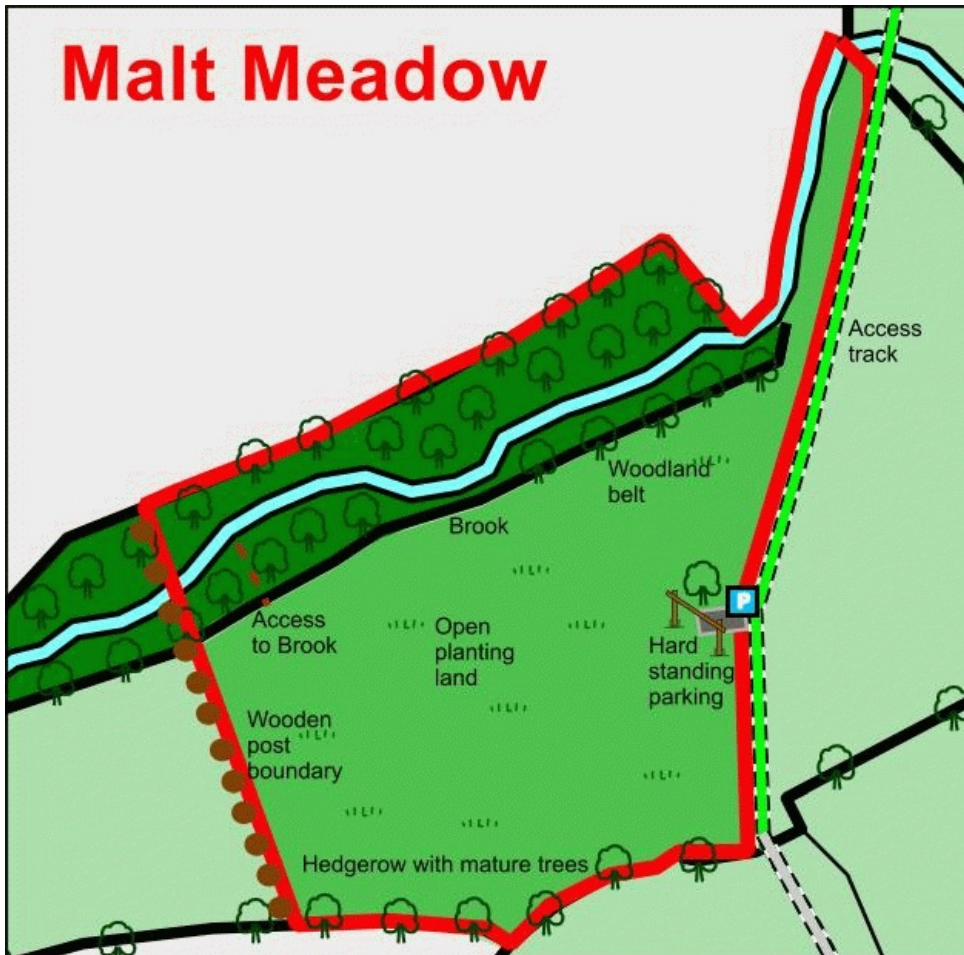 Malt Meadow
Access
track
Woodland
belt
Brook
P
Access
to Brook
Open
planting
land
Hard
standing
parking
Wooden
post
boundary
Hedgerow with mature trees